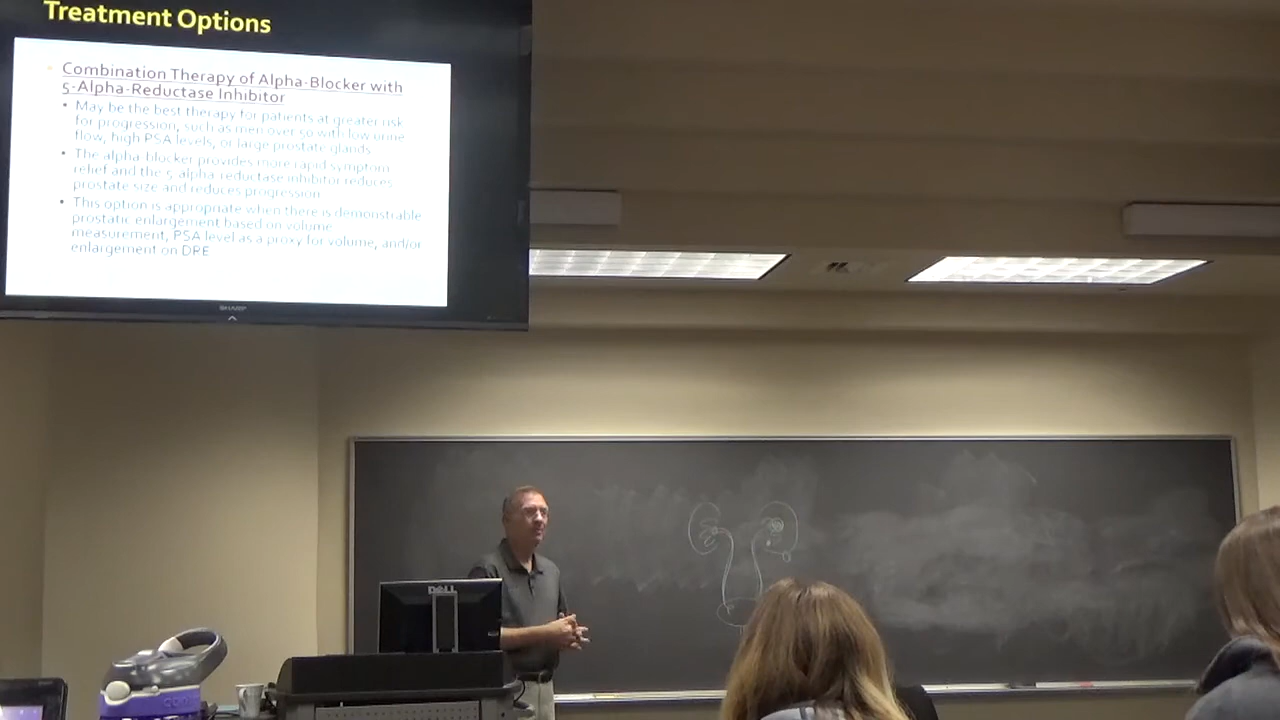 Treatment Options
Combination Therapy of Alpha-Blocker with
5-Alpha-Reductase Inhibitor
• May be the best therapy for patients at greater risk
for progression, such as men over 50 with low urine
flow, high PSA levels, or large prostate glands
• The alpha-blocker provides more rapid symptom
relief and the 5-alpha-reductase inhibitor reduces
prostate size and reduces progression
• This option is appropriate when there is demonstrable
prostatic enlargement based on volume
measurement, PSA level as a proxy for volume, and/or
enlargement on DRE
SHARP
DELL